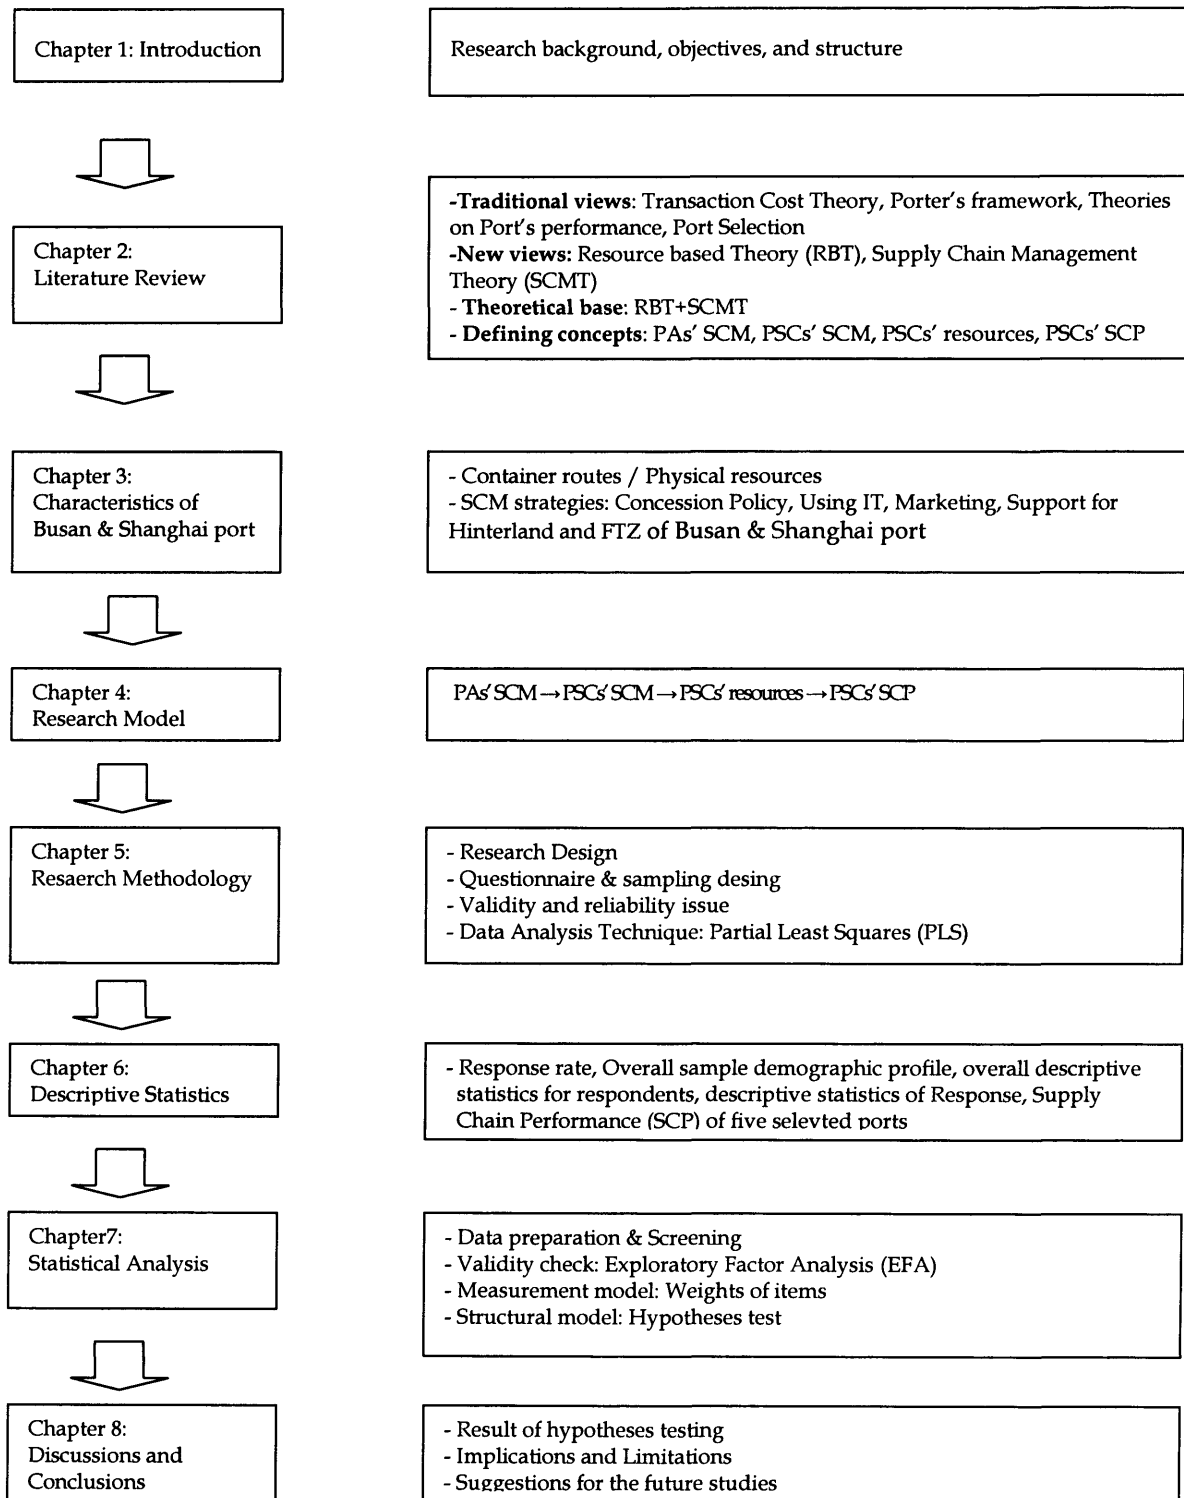 Chapter 1: Introduction
Research background, objectives, and structure
Chapter 2:
Literature Review
-Traditional views: Transaction Cost Theory, Porter's framework, Theories
on Port's performance, Port Selection
-New views: Resource based Theory (RBT), Supply Chain Management
Theory (SCMT)
- Theoretical base: RBT+SCMT
- Defining concepts: PAs' SCM, PSCs' SCM, PSCs' resources, PSCs' SCP
Chapter 3:
Characteristics of
Busan & Shanghai port
- Container routes / Physical resources
- SCM strategies: Concession Policy, Using IT, Marketing, Support for
Hinterland and FTZ of Busan & Shanghai port
Chapter 4:
Research Model
PAs' SCM→PSCs' SCM→PSCs' resources→PSCs' SCP
Chapter 5:
Resaerch Methodology
- Research Design
- Questionnaire & sampling desing
- Validity and reliability issue
- Data Analysis Technique: Partial Least Squares (PLS)
Chapter 6:
Descriptive Statistics
- Response rate, Overall sample demographic profile, overall descriptive
statistics for respondents, descriptive statistics of Response, Supply
Chain Performance (SCP) of five selevted ports
Chapter7:
Statistical Analysis
- Data preparation & Screening
- Validity check: Exploratory Factor Analysis (EFA)
- Measurement model: Weights of items
- Structural model: Hypotheses test
Chapter 8:
Discussions and
Conclusions
- Result of hypotheses testing
- Implications and Limitations
- Suggestions for the future studies